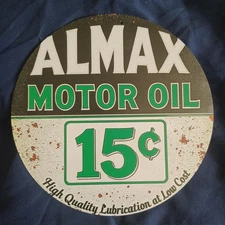 ALMAX
MOTOR OIL
15¢
High Quality Lubrication at Low Cost